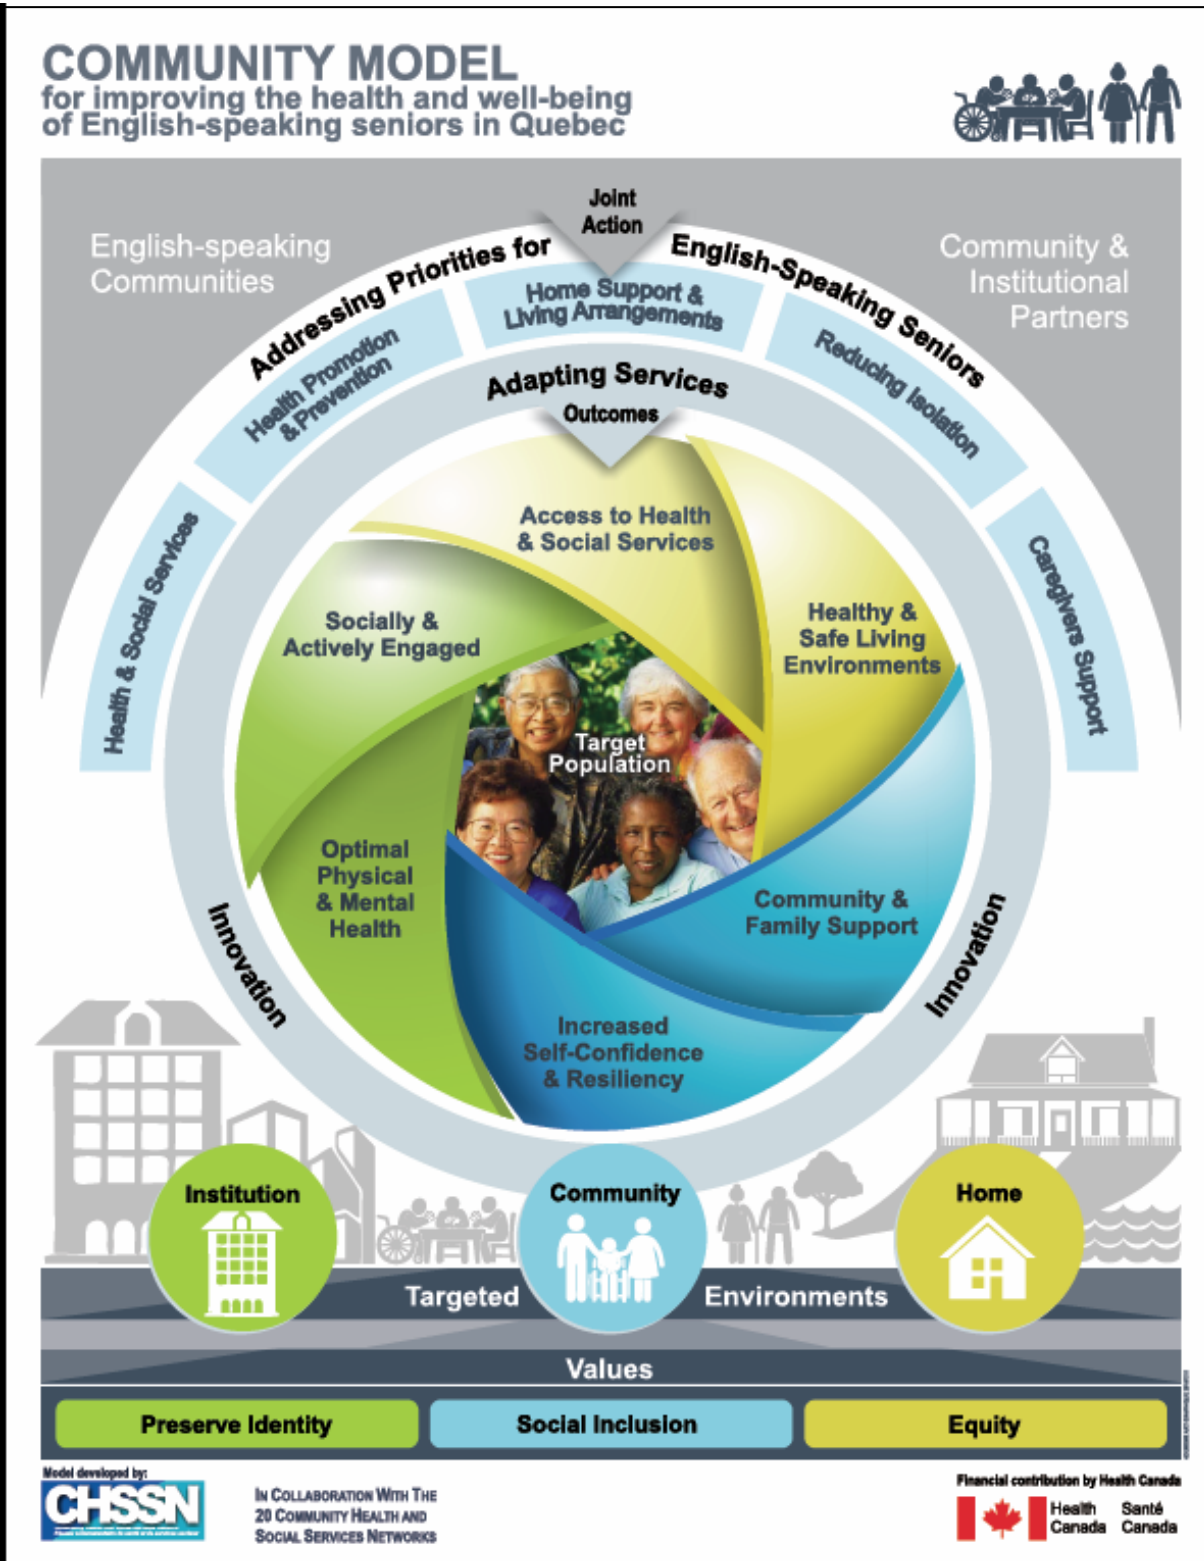 COMMUNITY MODEL
for improving the health and well-being
of English-speaking seniors in Quebec
Joint
Action
English-speaking
Communities
Community &
Institutional
Partners
Addressing Priorities for
English-Speaking Seniors
Health & Social Services
Health Promotion
& Prevention
Home Support &
Living Arrangements
Reducing Isolation
Caregivers Support
Adapting Services
Outcomes
Access to Health
& Social Services
Socially &
Actively Engaged
Healthy &
Safe Living
Environments
Target
Population
Optimal
Physical
& Mental
Health
Community &
Family Support
Increased
Self-Confidence
& Resiliency
Innovation
Innovation
Institution
Community
Home
Targeted
Environments
Values
Preserve Identity
Social Inclusion
Equity
Model developed by:
CHSSN
IN COLLABORATION WITH THE
20 COMMUNITY HEALTH AND
SOCIAL SERVICES NETWORKS
Financial contribution by Health Canada
Health Santé
Canada Canada